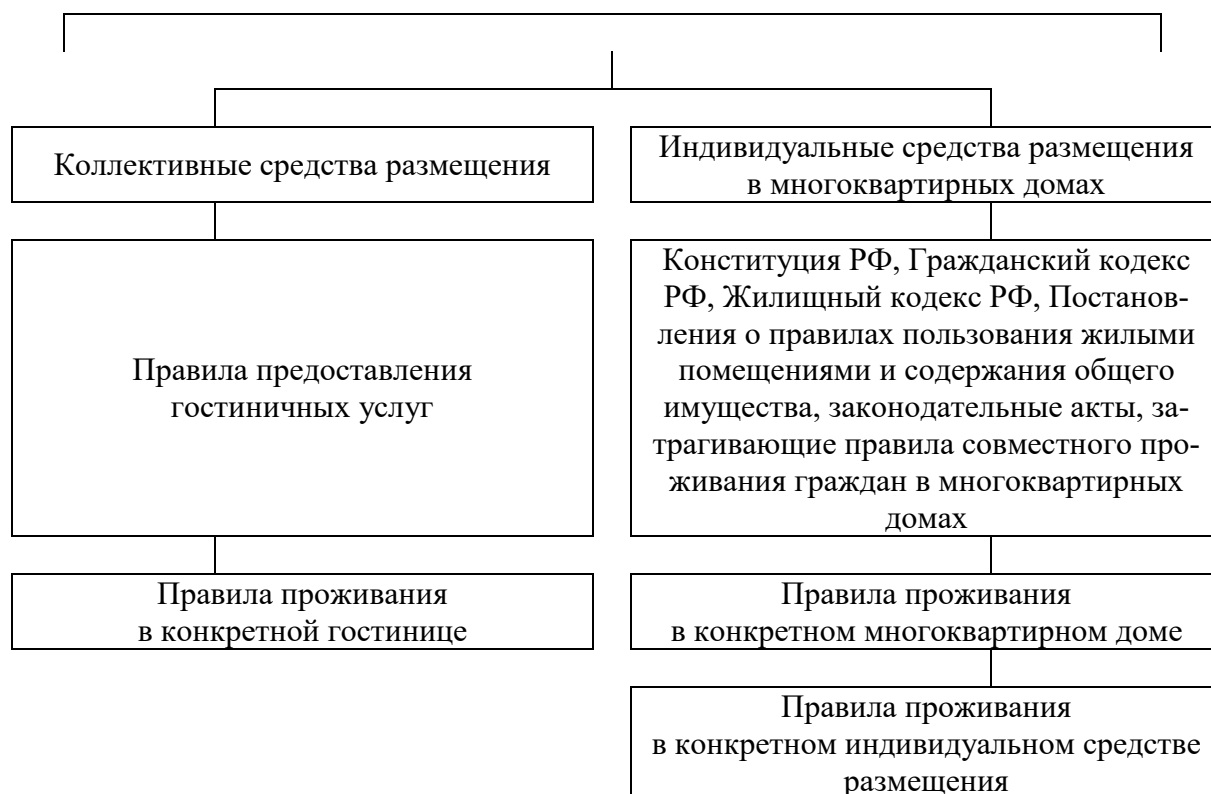 Коллективные средства размещения
Индивидуальные средства размещения
в многоквартирных домах
Правила предоставления
гостиничных услуг
Конституция РФ, Гражданский кодекс
РФ, Жилищный кодекс РФ, Постанов-
ления о правилах пользования жилыми
помещениями и содержания общего
имущества, законодательные акты, за-
трагивающие правила совместного про-
живания граждан в многоквартирных
домах
Правила проживания
в конкретной гостинице
Правила проживания
в конкретном многоквартирном доме
Правила проживания
в конкретном индивидуальном средстве
размещения